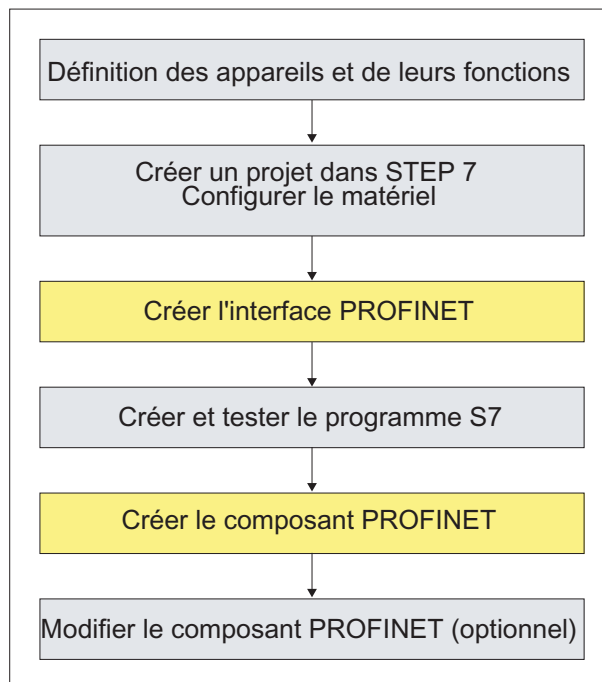 Définition des appareils et de leurs fonctions
Créer un projet dans STEP 7
Configurer le matériel
Créer l'interface PROFINET
Créer et tester le programme S7
Créer le composant PROFINET
Modifier le composant PROFINET (optionnel)